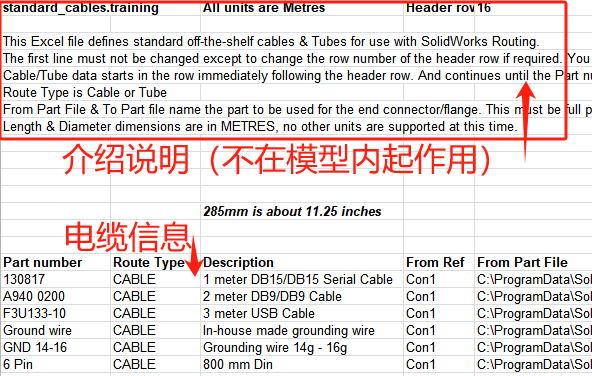 standard_cables.training All units are Metres Header row 16
This Excel file defines standard off-the-shelf cables & Tubes for use with SolidWorks Routing.
The first line must not be changed except to change the row number of the header row if required. You
Cable/Tube data starts in the row immediately following the header row. And continues until the Part nu
Route Type is Cable or Tube
From Part File & To Part file name the part to be used for the end connector/flange. This must be full p
Length & Diameter dimensions are in METRES, no other units are supported at this time.
介绍说明（不在模型内起作用）
285mm is about 11.25 inches
电缆信息
Part number Route Type Description From Ref From Part File
130817 CABLE 1 meter DB15/DB15 Serial Cable Con1 C:\ProgramData\Sol
A940 0200 CABLE 2 meter DB9/DB9 Cable Con1 C:\ProgramData\Sol
F3U133-10 CABLE 3 meter USB Cable Con1 C:\ProgramData\Sol
Ground wire CABLE In-house made grounding wire Con1 C:\ProgramData\Sol
GND 14-16 CABLE Grounding wire 14g - 16g Con1 C:\ProgramData\Sol
6 Pin CABLE 800 mm Din Con1 C:\ProgramData\Sol